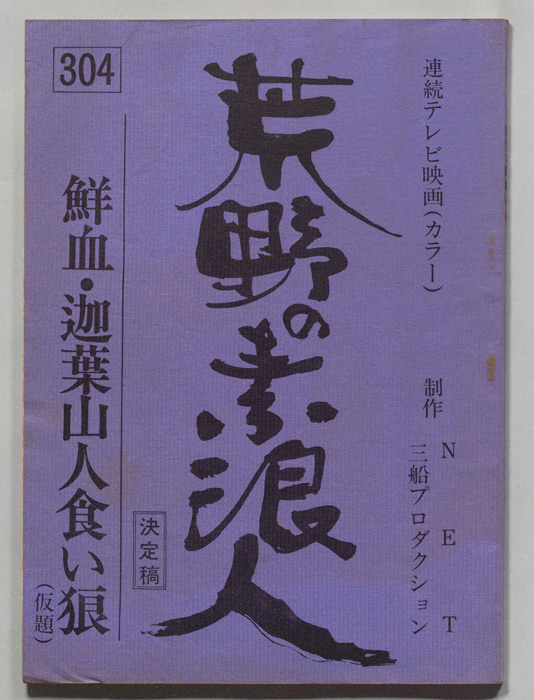 連続テレビ映画(カラー)
制作 NET
三船プロダクション
荒野の素浪人
決定稿
304
鮮血・迦葉山人食い狼
(仮題)